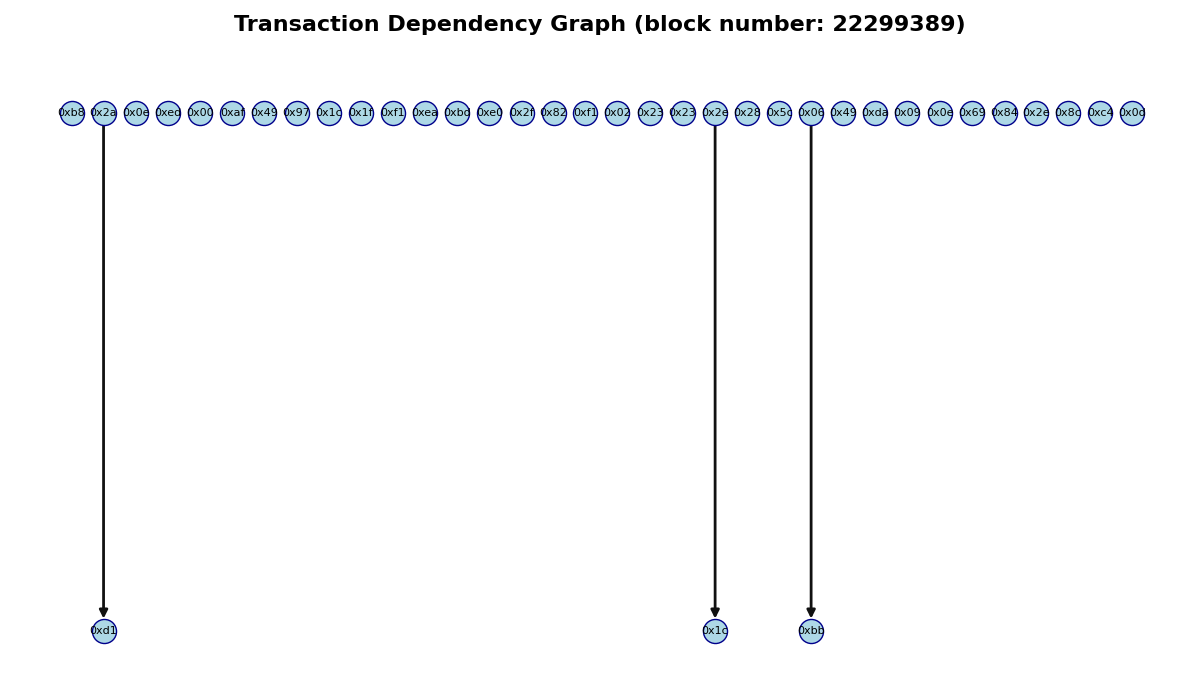 Transaction Dependency Graph (block number: 22299389)
0xb8 0x2a 0x0e 0xed 0x00 0xaf 0x49 0x97 0x1c 0x1f 0xf1 0xea 0xbd 0xe0 0x2f 0x82 0xf1 0x02 0x23 0x23 0x2e 0x28 0x5c 0x06 0x49 0xda 0x09 0x0e 0x69 0x84 0x2e 0x8c 0xc4 0x0d
0xd1 0x1c 0xbb